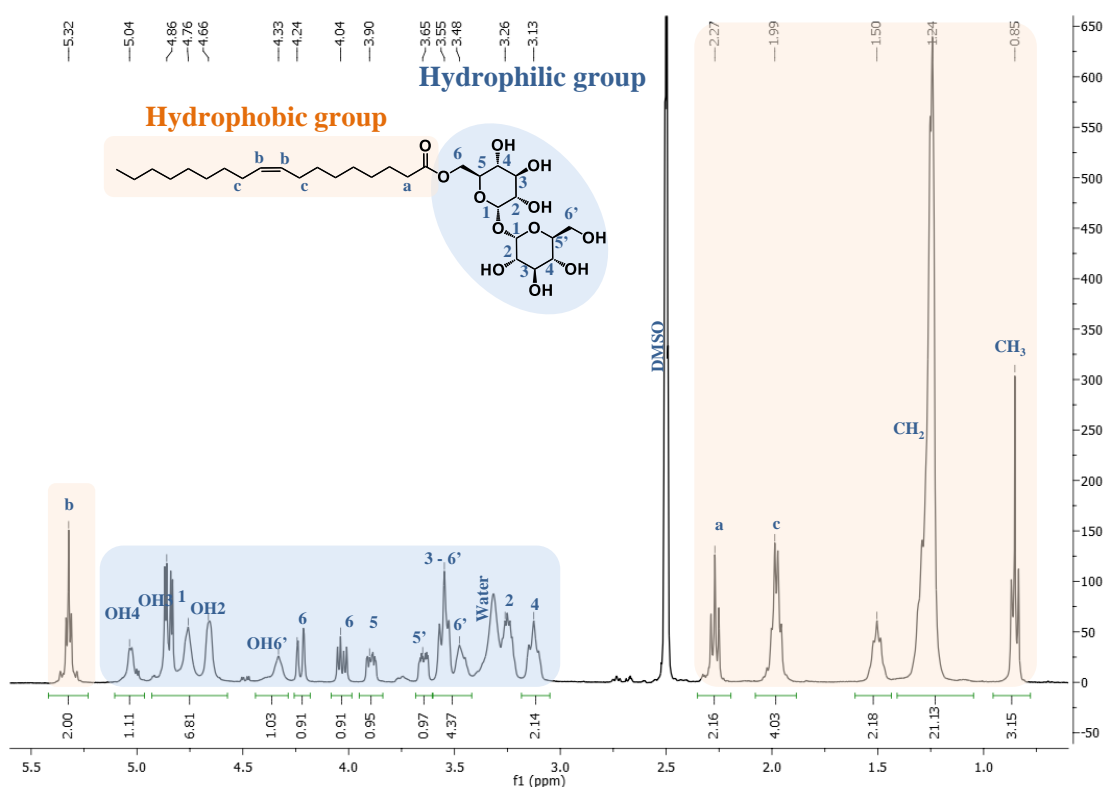 5.32
5.04
4.86
4.76
4.66
4.33
4.24
4.04
3.90
3.65
3.55
3.48
3.26
3.13
2.27
1.99
1.50
1.24
0.85
Hydrophilic group
Hydrophobic group
b b
c c a
O
O
6
5
OH
4
OH
3
O
1
2
OH
O
1
O
6'
OH
5'
2
HO
3
4
OH
OH
DMSO
CH3
CH2
b
OH4
OH3
1
OH2
OH6'
6
6
5
5'
3 - 6'
6'
Water
2
4
a
c
2.00
1.11
6.81
1.03
0.91
0.91
0.95
0.97
4.37
2.14
2.16
4.03
2.18
21.13
3.15
5.5 5.0 4.5 4.0 3.5 3.0 2.5 2.0 1.5 1.0
f1 (ppm)
650
600
550
500
450
400
350
300
250
200
150
100
50
0
-50